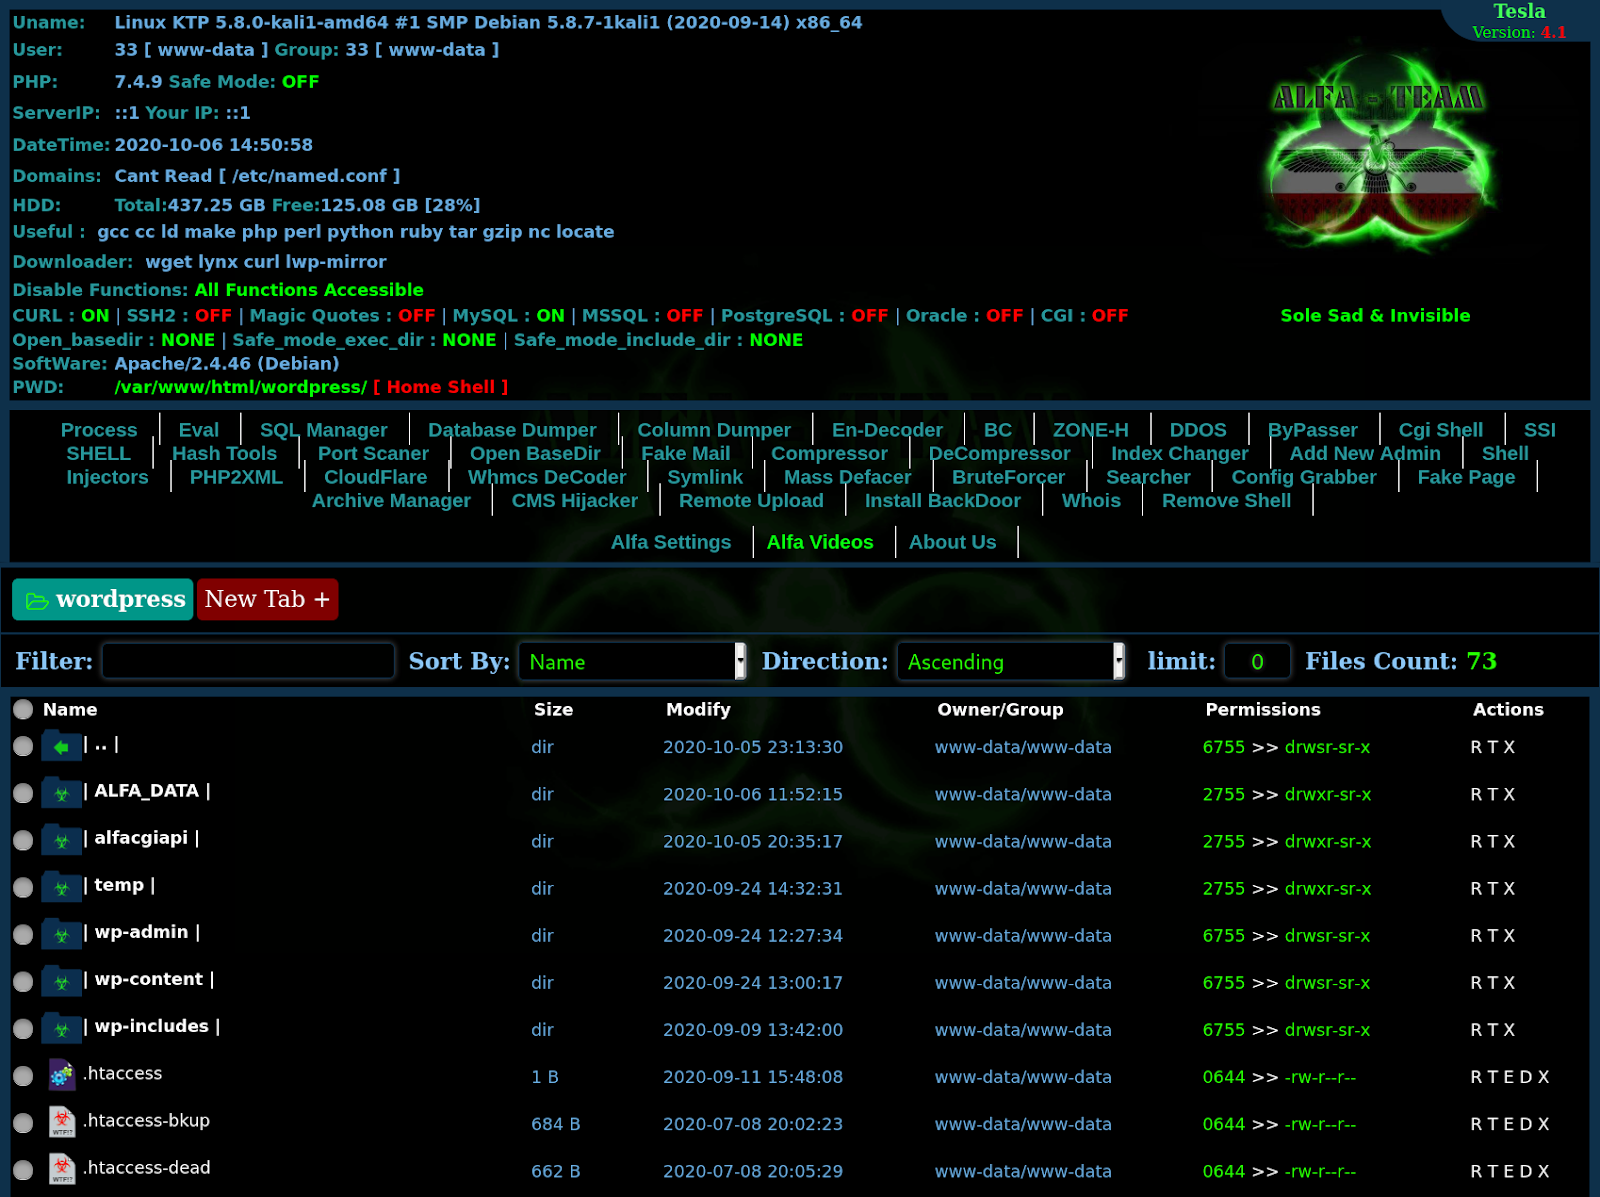 Uname: Linux KTP 5.8.0-kali1-amd64 #1 SMP Debian 5.8.7-1kali1 (2020-09-14) x86_64
User: 33 [ www-data ] Group: 33 [ www-data ]
PHP: 7.4.9 Safe Mode: OFF
ServerIP: ::1 Your IP: ::1
DateTime: 2020-10-06 14:50:58
Domains: Cant Read [ /etc/named.conf ]
HDD: Total:437.25 GB Free:125.08 GB [28%]
Useful : gcc cc ld make php perl python ruby tar gzip nc locate
Downloader: wget lynx curl lwp-mirror
Disable Functions: All Functions Accessible
CURL : ON | SSH2 : OFF | Magic Quotes : OFF | MySQL : ON | MSSQL : OFF | PostgreSQL : OFF | Oracle : OFF | CGI : OFF
Open_basedir : NONE | Safe_mode_exec_dir : NONE | Safe_mode_include_dir : NONE
SoftWare: Apache/2.4.46 (Debian)
PWD: /var/www/html/wordpress/ [ Home Shell ]
Tesla
Version: 4.1
ALFA - TEAM
Sole Sad & Invisible
Process | Eval | SQL Manager | Database Dumper | Column Dumper | En-Decoder | BC | ZONE-H | DDOS | ByPasser | Cgi Shell | SSI
SHELL | Hash Tools | Port Scaner | Open BaseDir | Fake Mail | Compressor | DeCompressor | Index Changer | Add New Admin | Shell
Injectors | PHP2XML | CloudFlare | Whmcs DeCoder | Symlink | Mass Defacer | BruteForcer | Searcher | Config Grabber | Fake Page |
Archive Manager | CMS Hijacker | Remote Upload | Install BackDoor | Whois | Remove Shell |
Alfa Settings | Alfa Videos | About Us |
wordpress New Tab +
Filter: Sort By: Name Direction: Ascending limit: 0 Files Count: 73
Name Size Modify Owner/Group Permissions Actions
| .. | dir 2020-10-05 23:13:30 www-data/www-data 6755 >> drwsr-sr-x R T X
| ALFA_DATA | dir 2020-10-06 11:52:15 www-data/www-data 2755 >> drwxr-sr-x R T X
| alfacgiapi | dir 2020-10-05 20:35:17 www-data/www-data 2755 >> drwxr-sr-x R T X
| temp | dir 2020-09-24 14:32:31 www-data/www-data 2755 >> drwxr-sr-x R T X
| wp-admin | dir 2020-09-24 12:27:34 www-data/www-data 6755 >> drwsr-sr-x R T X
| wp-content | dir 2020-09-24 13:00:17 www-data/www-data 6755 >> drwsr-sr-x R T X
| wp-includes | dir 2020-09-09 13:42:00 www-data/www-data 6755 >> drwsr-sr-x R T X
.htaccess 1 B 2020-09-11 15:48:08 www-data/www-data 0644 >> -rw-r--r-- R T E D X
WTF!? .htaccess-bkup 684 B 2020-07-08 20:02:23 www-data/www-data 0644 >> -rw-r--r-- R T E D X
WTF!? .htaccess-dead 662 B 2020-07-08 20:05:29 www-data/www-data 0644 >> -rw-r--r-- R T E D X